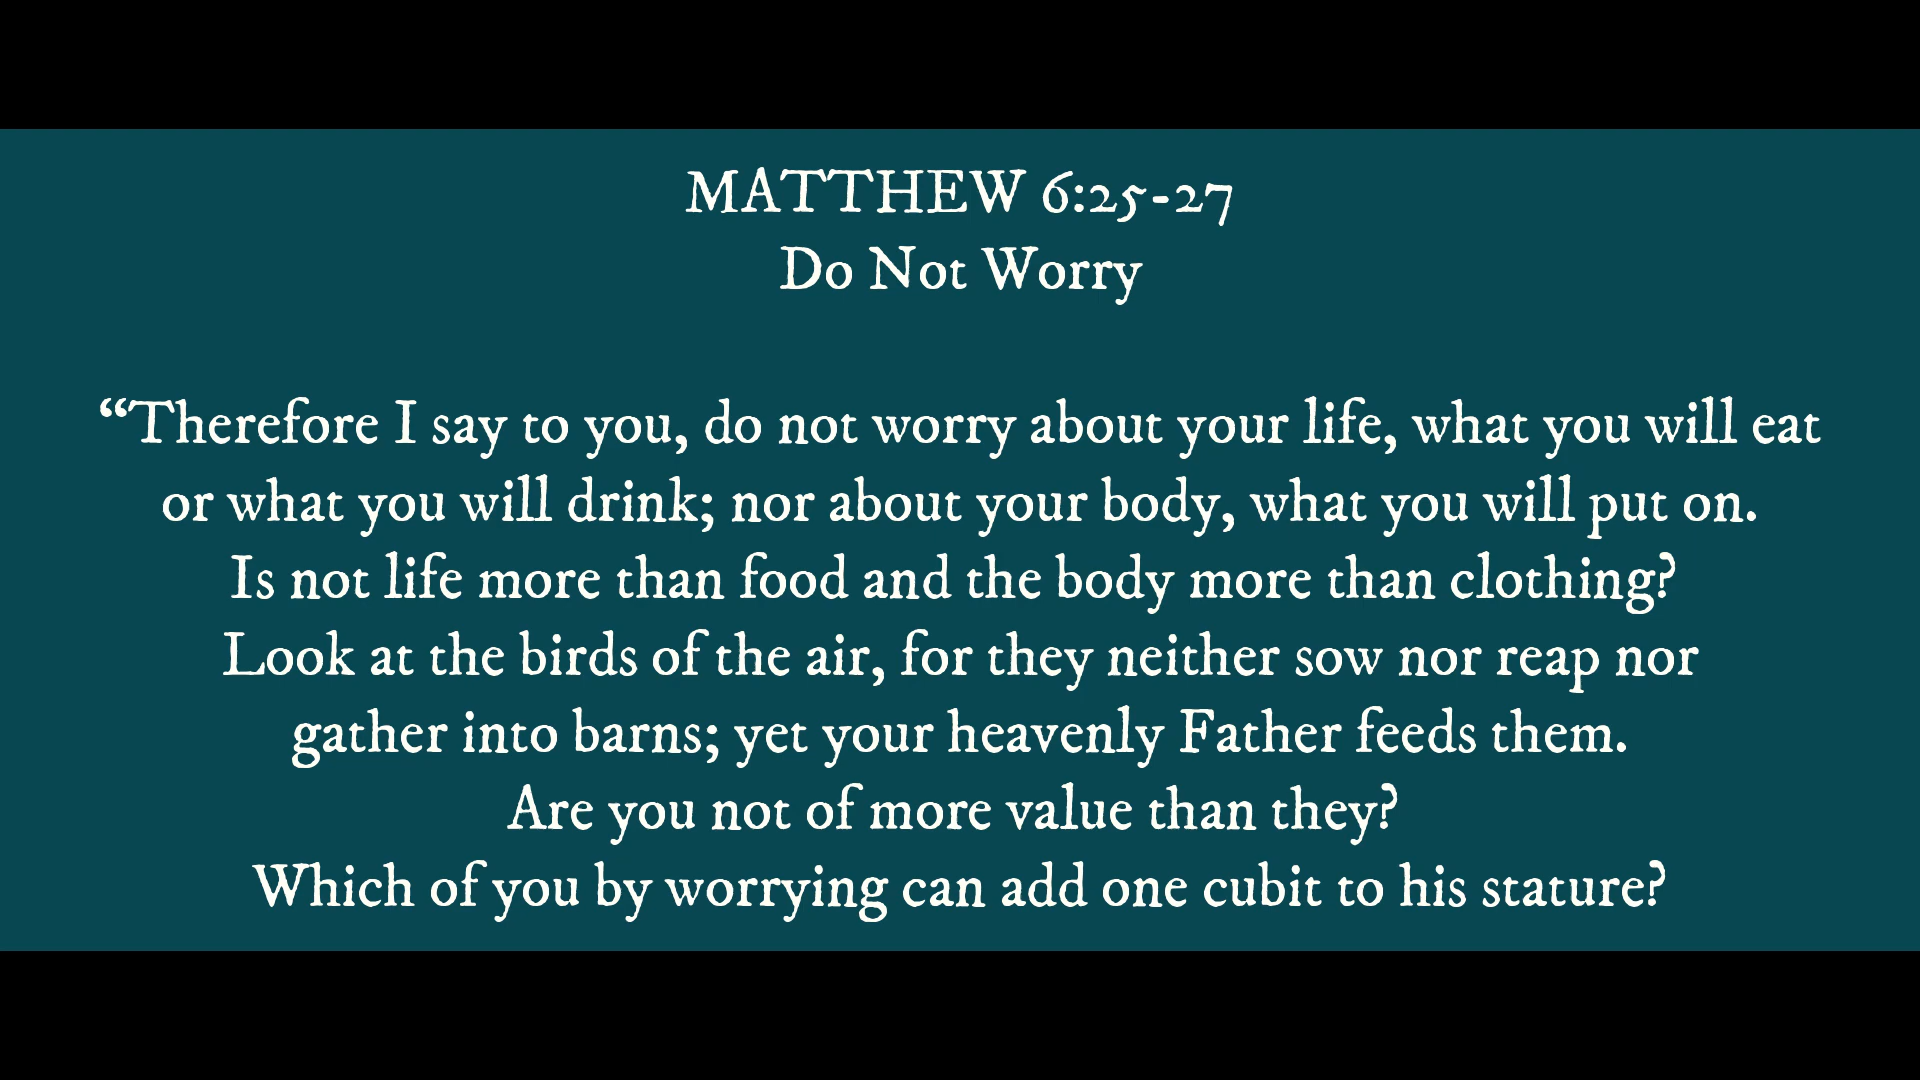 MATTHEW 6:25-27
Do Not Worry
“Therefore I say to you, do not worry about your life, what you will eat
or what you will drink; nor about your body, what you will put on.
Is not life more than food and the body more than clothing?
Look at the birds of the air, for they neither sow nor reap nor
gather into barns; yet your heavenly Father feeds them.
Are you not of more value than they?
Which of you by worrying can add one cubit to his stature?